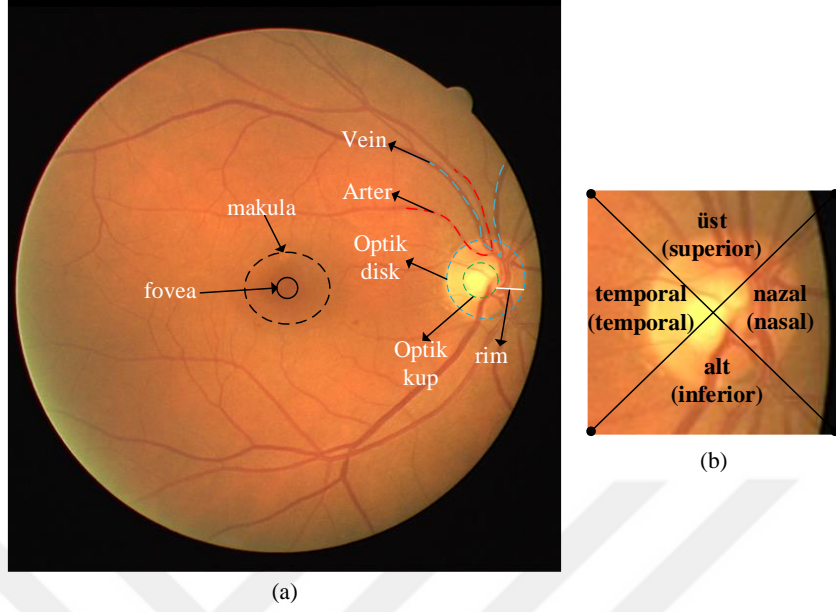 Vein
Arter
makula
Optik
disk
fovea
Optik
kup
rim
(a)
üst
(superior)
temporal
(temporal)
nazal
(nasal)
alt
(inferior)
(b)